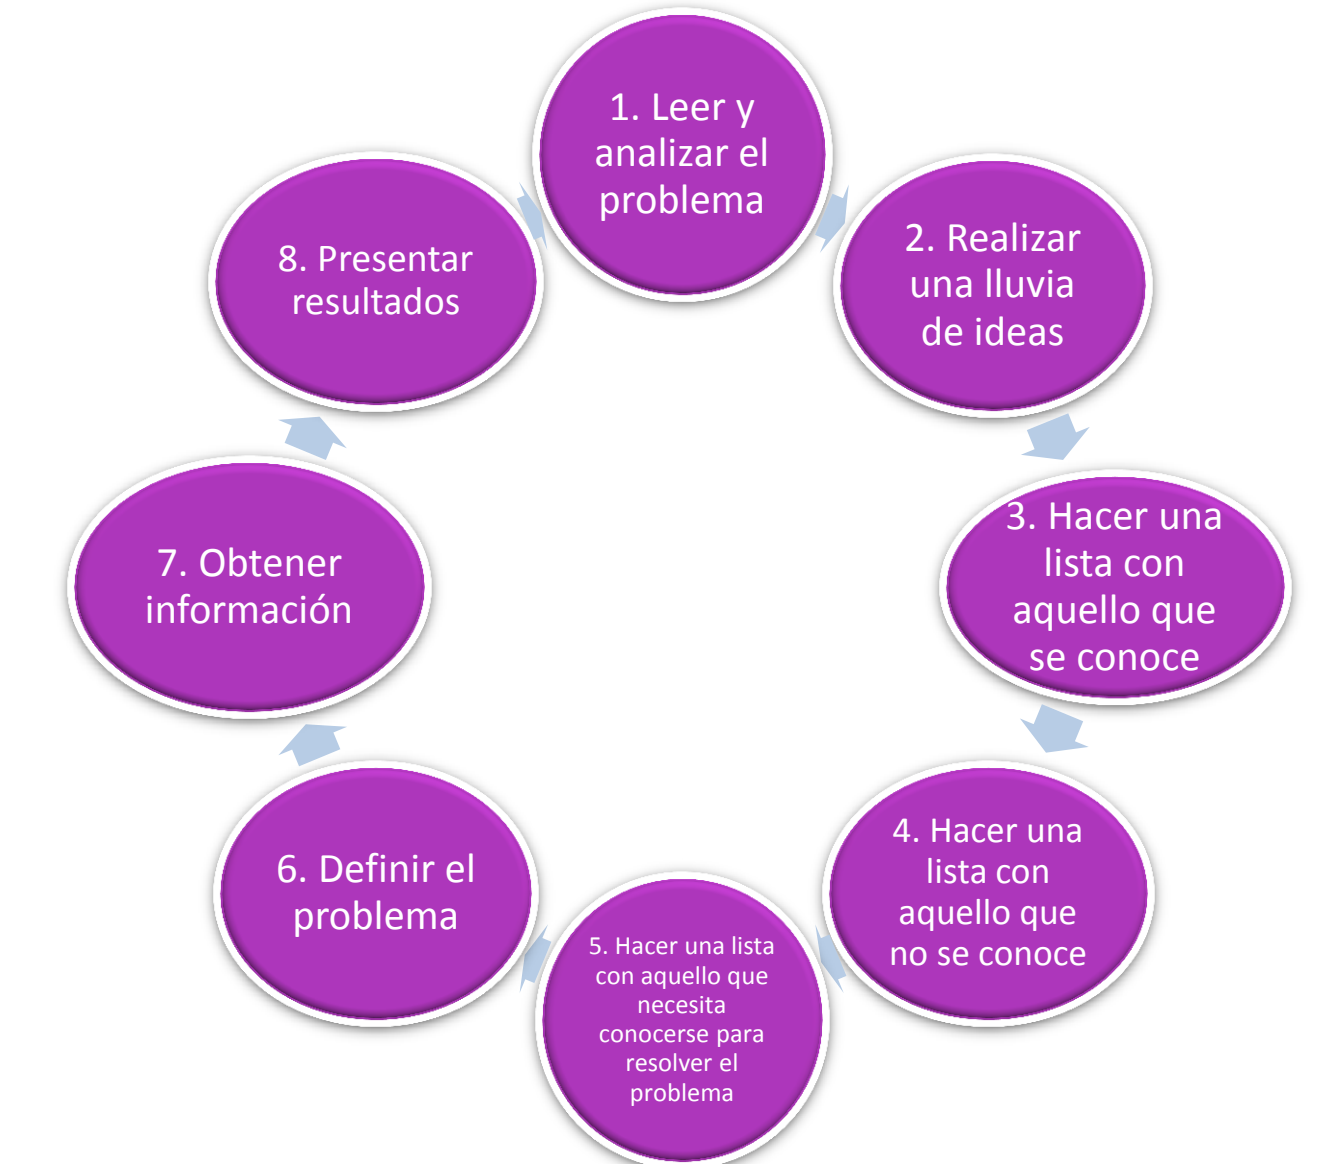 1. Leer y
analizar el
problema
2. Realizar
una lluvia
de ideas
3. Hacer una
lista con
aquello que
se conoce
4. Hacer una
lista con
aquello que
no se conoce
5. Hacer una lista
con aquello que
necesita
conocerse para
resolver el
problema
6. Definir el
problema
7. Obtener
información
8. Presentar
resultados